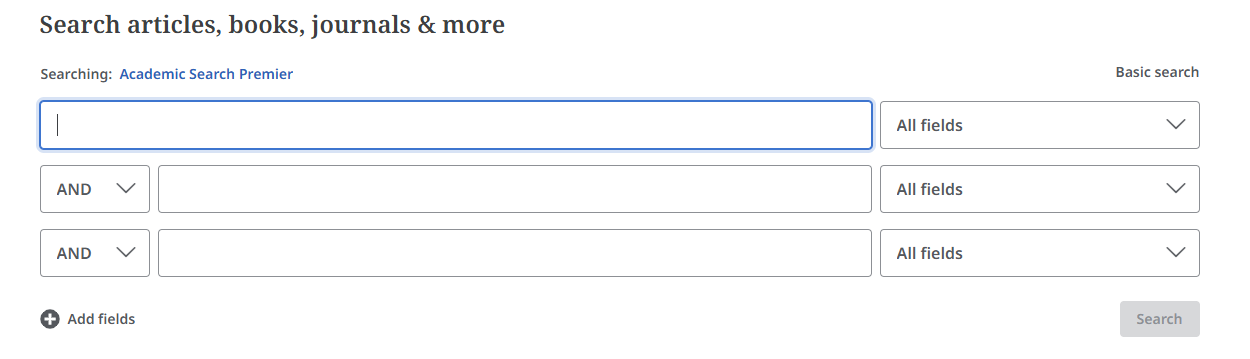 Search articles, books, journals & more
Searching: Academic Search Premier
Basic search
All fields
AND
All fields
AND
All fields
Add fields
Search